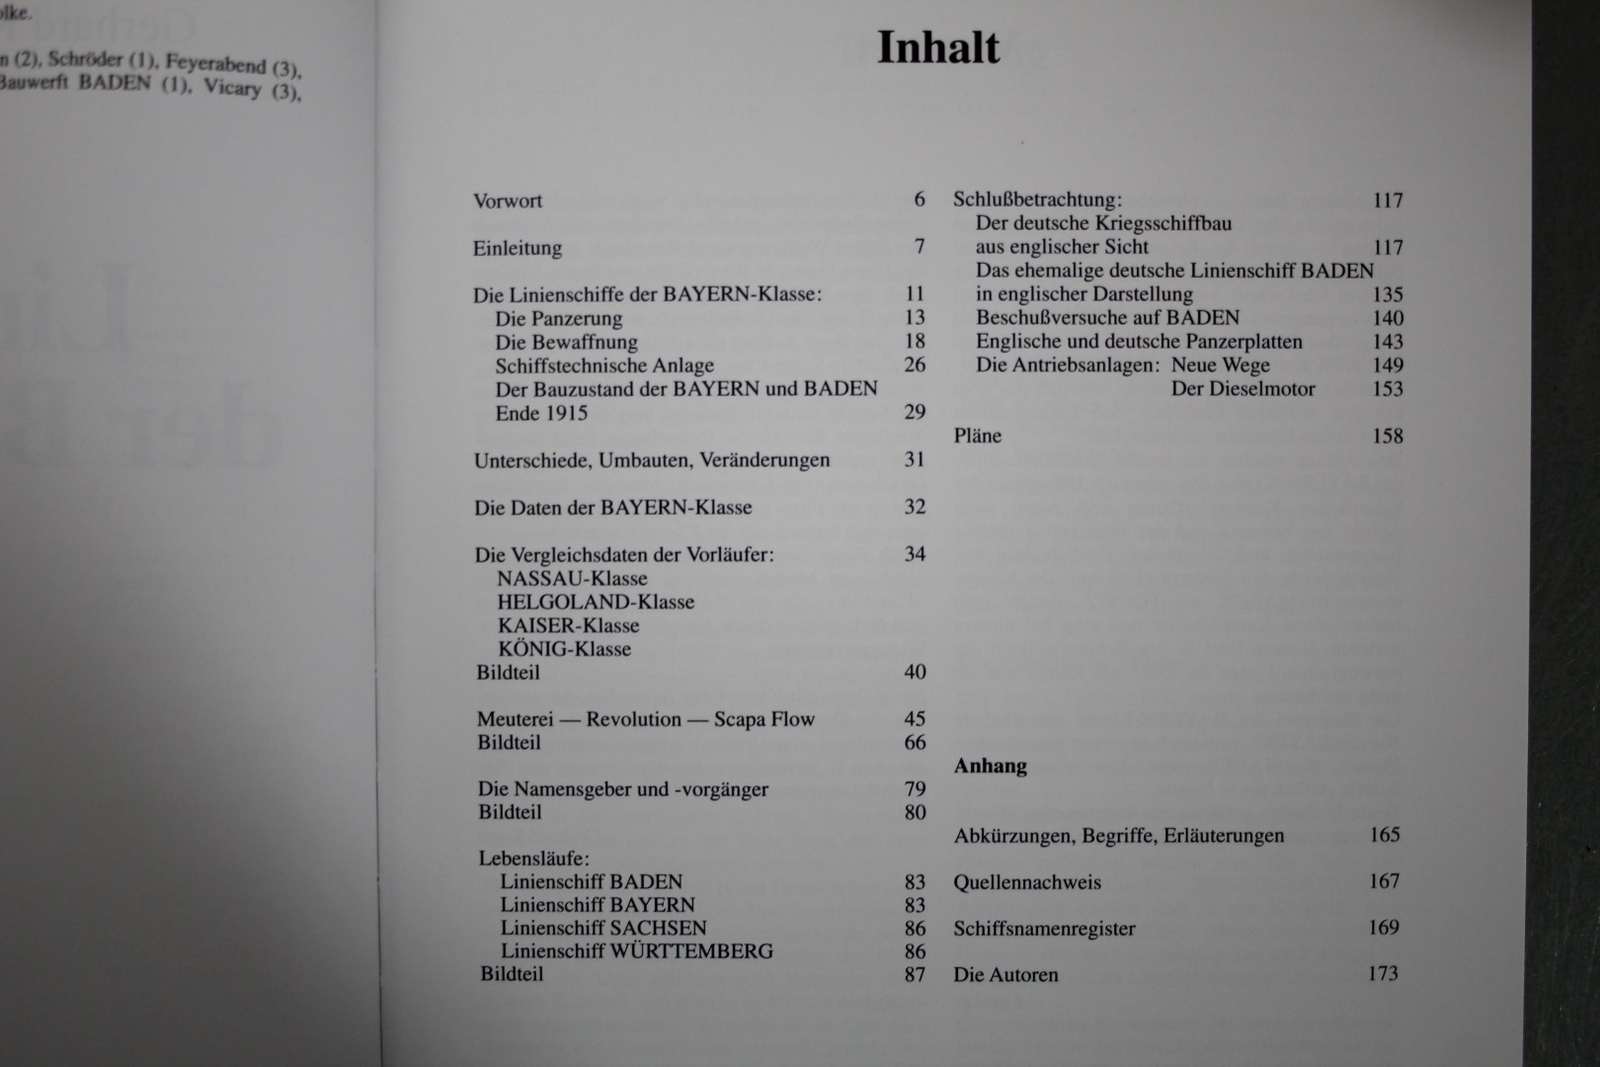 n (2), Schröder (1), Feyerabend (3),
Bauwerft BADEN (1), Vicary (3),
Inhalt
Vorwort 6
Einleitung 7
Die Linienschiffe der BAYERN-Klasse: 11
Die Panzerung 13
Die Bewaffnung 18
Schiffstechnische Anlage 26
Der Bauzustand der BAYERN und BADEN
Ende 1915 29
Unterschiede, Umbauten, Veränderungen 31
Die Daten der BAYERN-Klasse 32
Die Vergleichsdaten der Vorläufer: 34
NASSAU-Klasse
HELGOLAND-Klasse
KAISER-Klasse
KÖNIG-Klasse
Bildteil 40
Meuterei — Revolution — Scapa Flow 45
Bildteil 66
Die Namensgeber und -vorgänger 79
Bildteil 80
Lebensläufe:
Linienschiff BADEN 83
Linienschiff BAYERN 83
Linienschiff SACHSEN 86
Linienschiff WÜRTTEMBERG 86
Bildteil 87
Schlußbetrachtung: 117
Der deutsche Kriegsschiffbau
aus englischer Sicht 117
Das ehemalige deutsche Linienschiff BADEN
in englischer Darstellung 135
Beschußversuche auf BADEN 140
Englische und deutsche Panzerplatten 143
Die Antriebsanlagen: Neue Wege 149
Der Dieselmotor 153
Pläne 158
Anhang
Abkürzungen, Begriffe, Erläuterungen 165
Quellennachweis 167
Schiffsnamenregister 169
Die Autoren 173